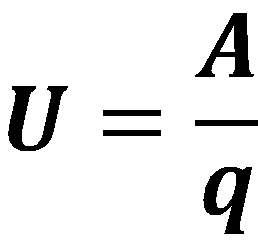 U = A/q